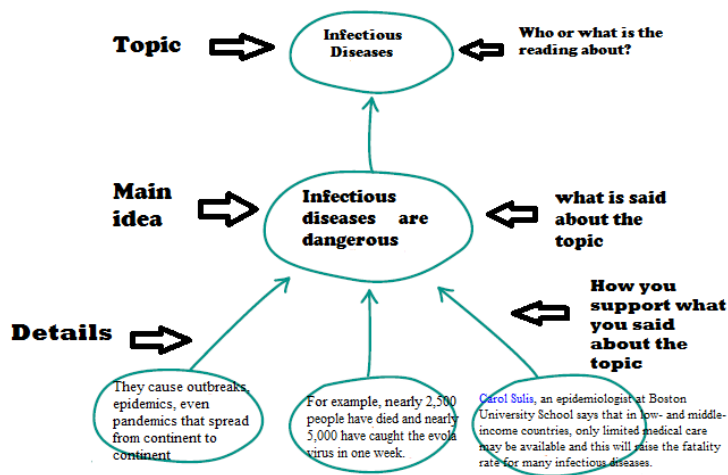 Topic
Infectious
Diseases
Who or what is the
reading about?
Main
idea
Infectious
diseases are
dangerous
what is said
about the
topic
Details
How you
support what
you said
about the
topic
They cause outbreaks,
epidemics, even
pandemics that spread
from continent to
continent
For example, nearly 2,500
people have died and nearly
5,000 have caught the evola
virus in one week.
Carol Sulis, an epidemiologist at Boston
University School says that in low- and middle-
income countries, only limited medical care
may be available and this will raise the fatality
rate for many infectious diseases.